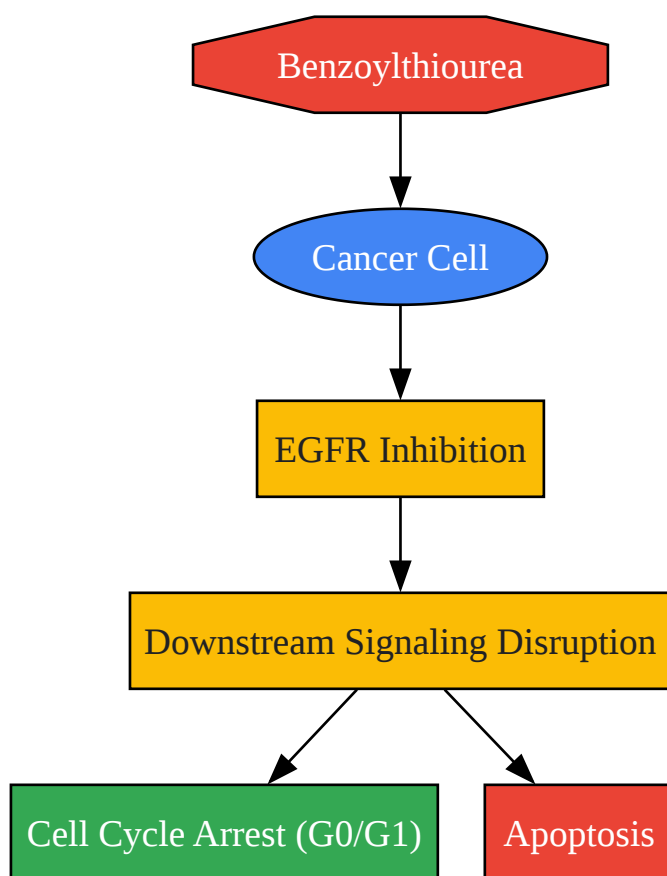 Benzoylthiourea
Cancer Cell
EGFR Inhibition
Downstream Signaling Disruption
Cell Cycle Arrest (G0/G1)
Apoptosis